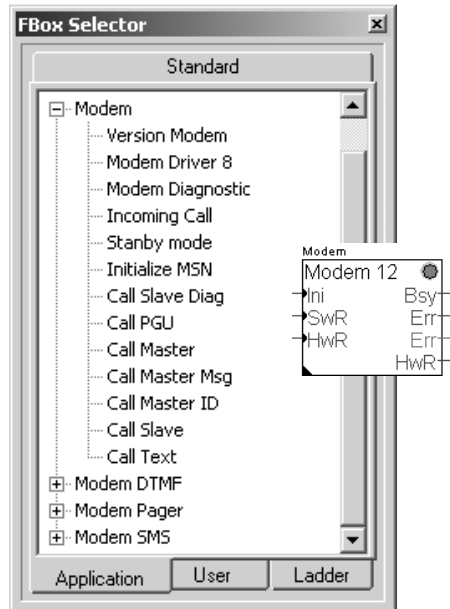 FBox Selector
Standard
Modem
Version Modem
Modem Driver 8
Modem Diagnostic
Incoming Call
Stanby mode
Initialize MSN
Call Slave Diag
Call PGU
Call Master
Call Master Msg
Call Master ID
Call Slave
Call Text
Modem DTMF
Modem Pager
Modem SMS
Application User Ladder
Modem
Modem 12
Ini Bsy
SwR Err
HwR Err
HwR